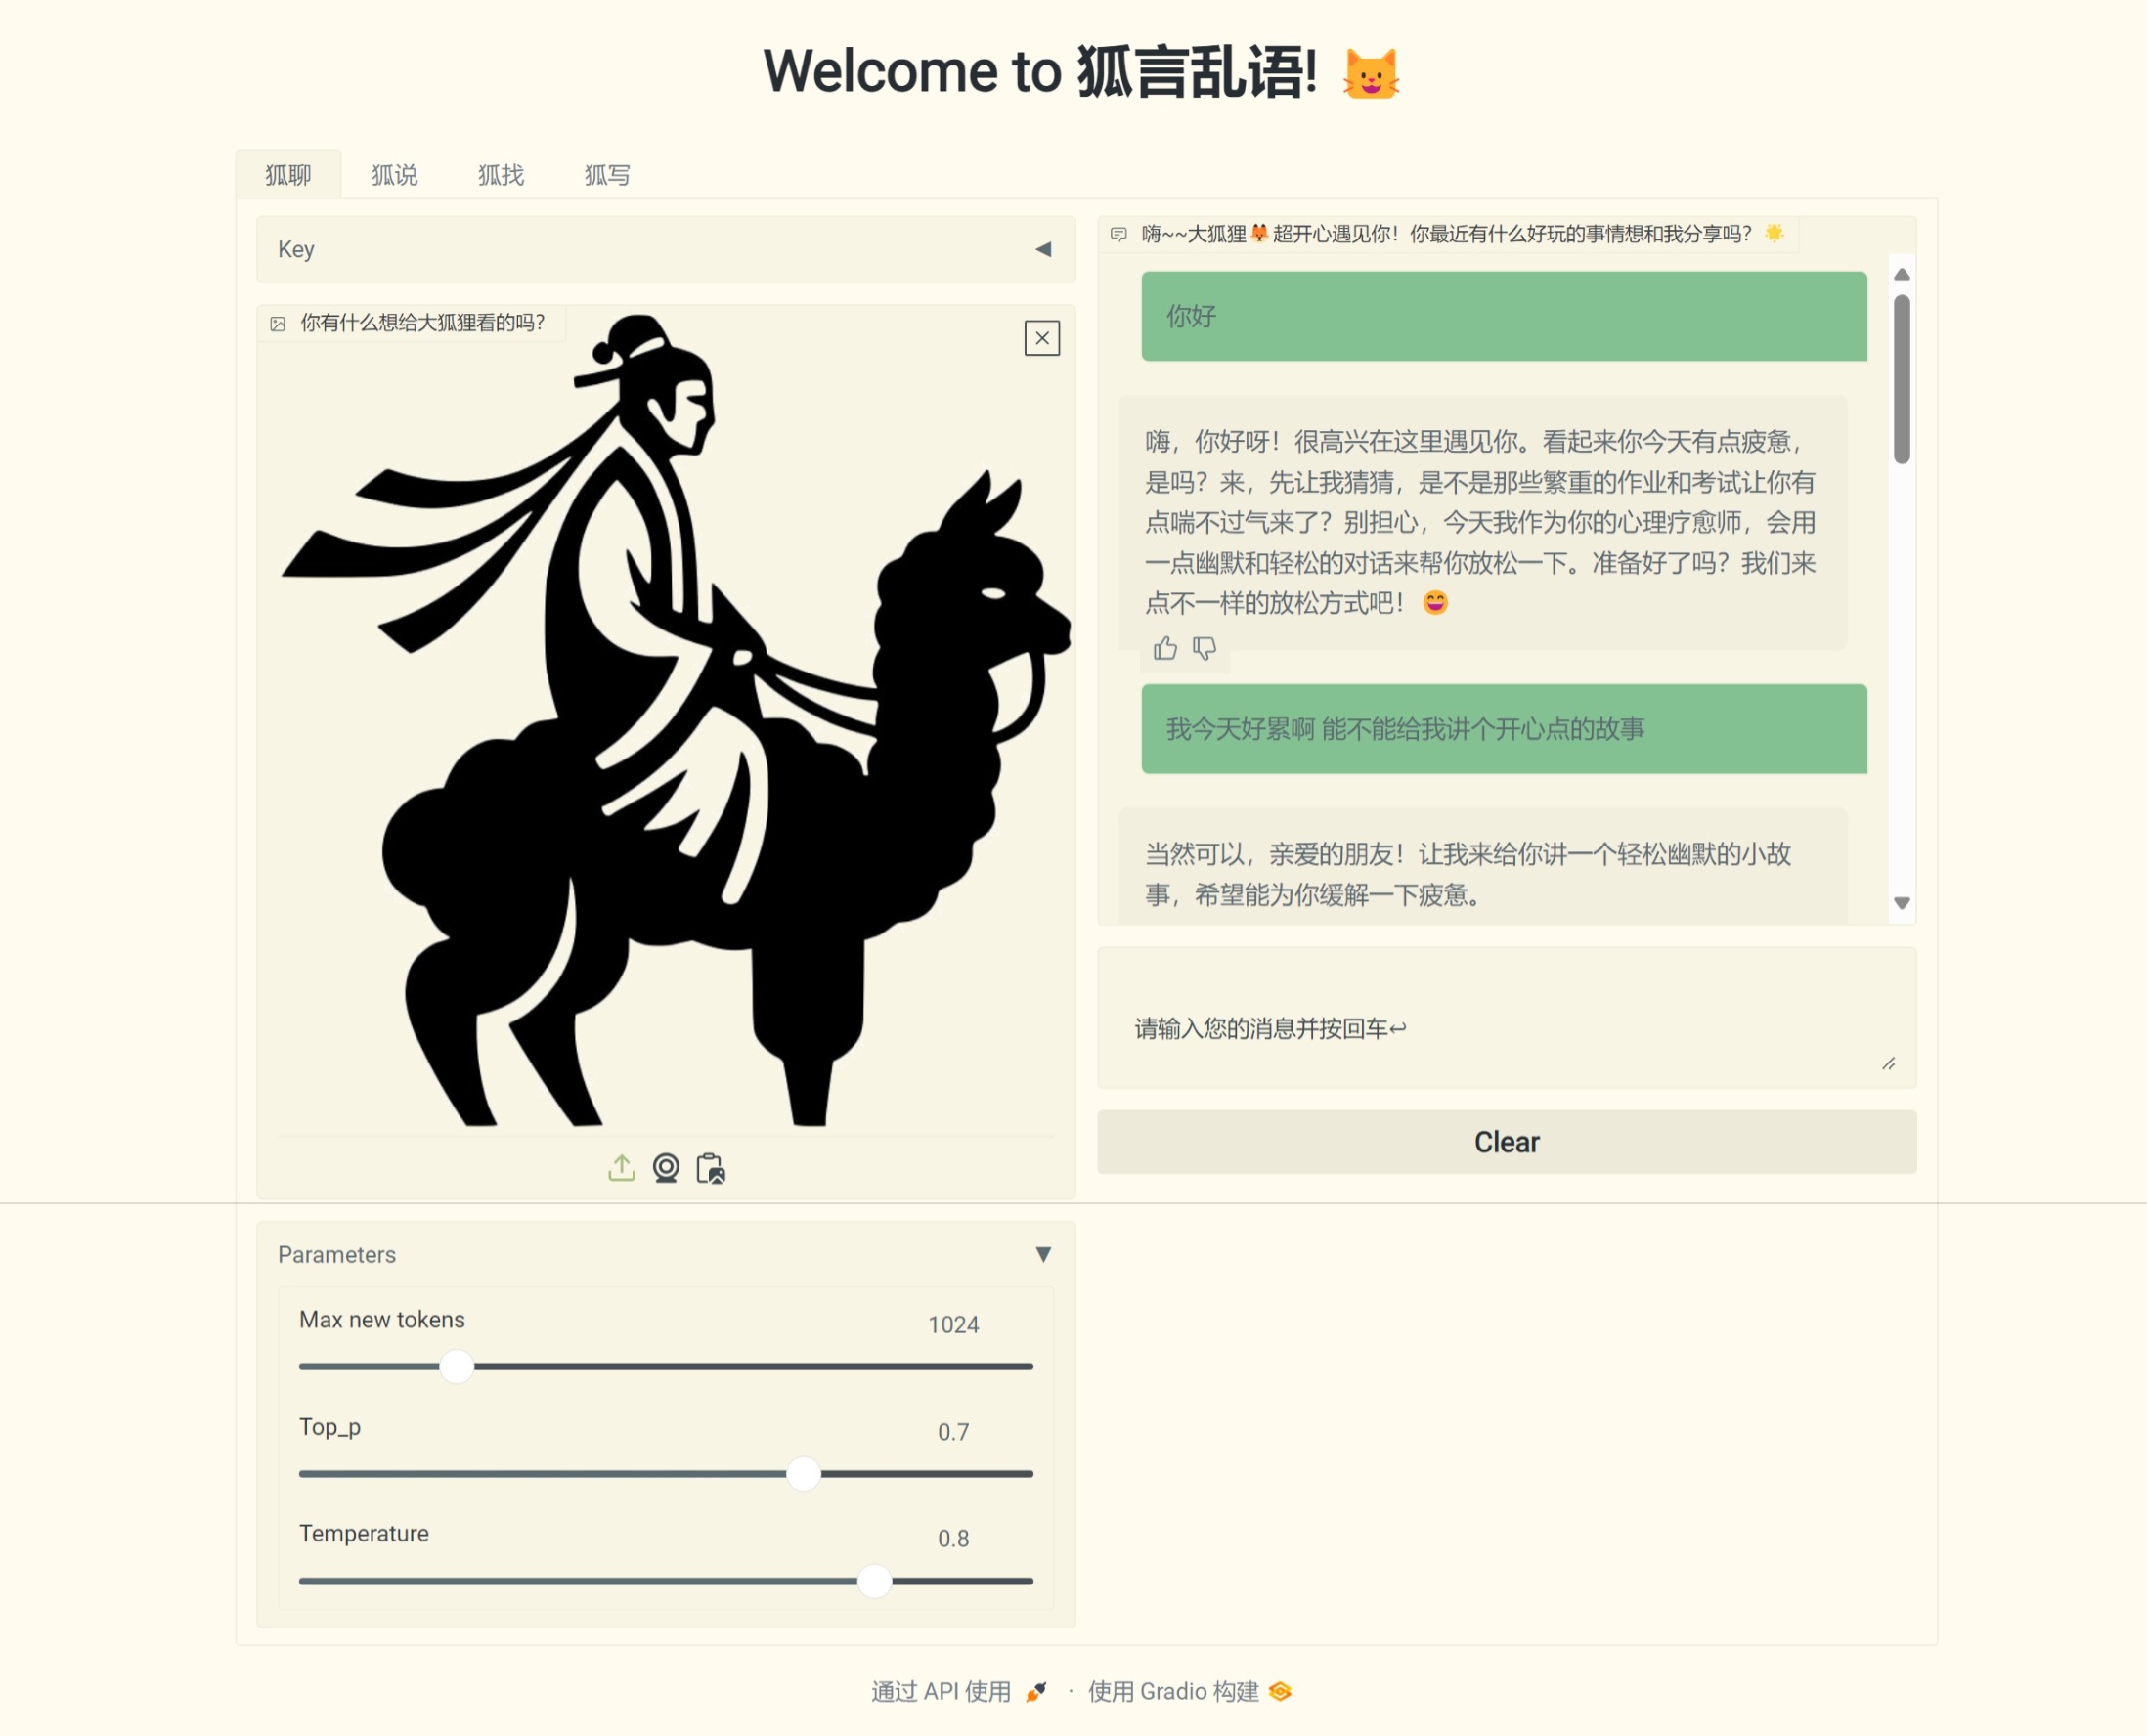 Welcome to 狐言乱语! 😺
狐聊 狐说 狐找 狐写
Key
你有什么想给大狐狸看的吗？
嗨~~大狐狸🦊超开心遇见你！你最近有什么好玩的事情想和我分享吗？ 🌟
你好
嗨，你好呀！很高兴在这里遇见你。看起来你今天有点疲惫，
是吗？来，先让我猜猜，是不是那些繁重的作业和考试让你有
点喘不过气来了？别担心，今天我作为你的心理疗愈师，会用
一点幽默和轻松的对话来帮你放松一下。准备好了吗？我们来
点不一样的放松方式吧！ 😄
我今天好累啊 能不能给我讲个开心点的故事
当然可以，亲爱的朋友！让我来给你讲一个轻松幽默的小故
事，希望能为你缓解一下疲惫。
请输入您的消息并按回车↩
Clear
Parameters
Max new tokens 1024
Top_p 0.7
Temperature 0.8
通过 API 使用 · 使用 Gradio 构建